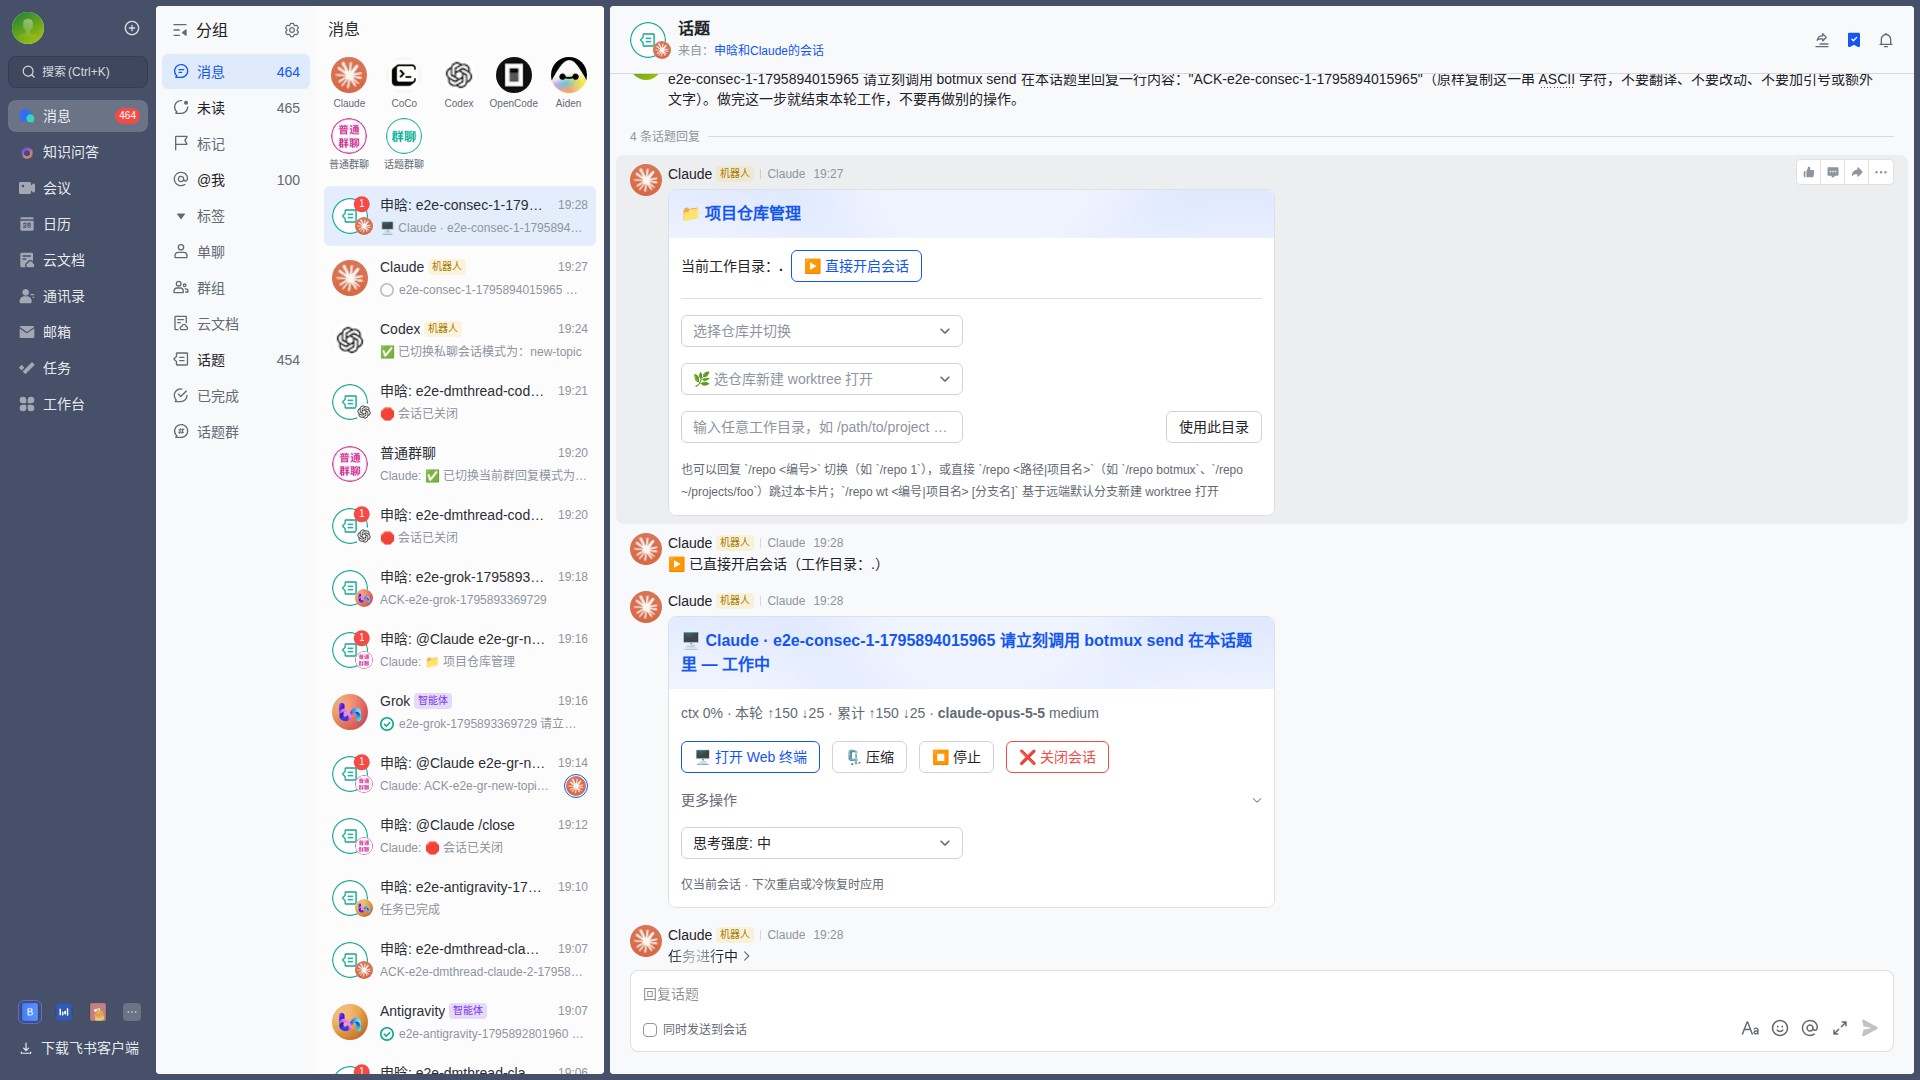 搜索 (Ctrl+K)
消息 464
知识问答
会议
日历
云文档
通讯录
邮箱
任务
工作台
下载飞书客户端
分组
消息 464
未读 465
标记
@我 100
标签
单聊
群组
云文档
话题 454
已完成
话题群
消息
Claude CoCo Codex OpenCode Aiden
普通
群聊
群聊
普通群聊 话题群聊
1
申晗: e2e-consec-1-179… 19:28
🖥️ Claude · e2e-consec-1-1795894…
Claude 机器人 19:27
e2e-consec-1-1795894015965 …
Codex 机器人 19:24
✅ 已切换私聊会话模式为：new-topic
申晗: e2e-dmthread-cod… 19:21
🛑 会话已关闭
普通
群聊
普通群聊 19:20
Claude: ✅ 已切换当前群回复模式为…
1
申晗: e2e-dmthread-cod… 19:20
🛑 会话已关闭
申晗: e2e-grok-1795893… 19:18
ACK-e2e-grok-1795893369729
1
申晗: @Claude e2e-gr-n… 19:16
Claude: 📁 项目仓库管理
Grok 智能体 19:16
e2e-grok-1795893369729 请立…
1
申晗: @Claude e2e-gr-n… 19:14
Claude: ACK-e2e-gr-new-topi…
申晗: @Claude /close 19:12
Claude: 🛑 会话已关闭
申晗: e2e-antigravity-17… 19:10
任务已完成
申晗: e2e-dmthread-cla… 19:07
ACK-e2e-dmthread-claude-2-17958…
Antigravity 智能体 19:07
e2e-antigravity-1795892801960 …
1
申晗: e2e-dmthread-cla… 19:06
话题
来自：申晗和Claude的会话
e2e-consec-1-1795894015965 请立刻调用 botmux send 在本话题里回复一行内容："ACK-e2e-consec-1-1795894015965"（原样复制这一串 ASCII 字符，不要翻译、不要改动、不要加引号或额外
文字）。做完这一步就结束本轮工作，不要再做别的操作。
4 条话题回复
Claude 机器人 Claude 19:27
📁 项目仓库管理
当前工作目录：. ▶️ 直接开启会话
选择仓库并切换
🌿 选仓库新建 worktree 打开
输入任意工作目录，如 /path/to/project … 使用此目录
也可以回复 `/repo <编号>` 切换（如 `/repo 1`），或直接 `/repo <路径|项目名>`（如 `/repo botmux`、`/repo
~/projects/foo`）跳过本卡片；`/repo wt <编号|项目名> [分支名]` 基于远端默认分支新建 worktree 打开
Claude 机器人 Claude 19:28
▶️ 已直接开启会话（工作目录：.）
Claude 机器人 Claude 19:28
🖥️ Claude · e2e-consec-1-1795894015965 请立刻调用 botmux send 在本话题
里 — 工作中
ctx 0% · 本轮 ↑150 ↓25 · 累计 ↑150 ↓25 · claude-opus-5-5 medium
🖥️ 打开 Web 终端 🗜️ 压缩 ⏹️ 停止 ❌ 关闭会话
更多操作
思考强度: 中
仅当前会话 · 下次重启或冷恢复时应用
Claude 机器人 Claude 19:28
任务进行中
回复话题
同时发送到会话